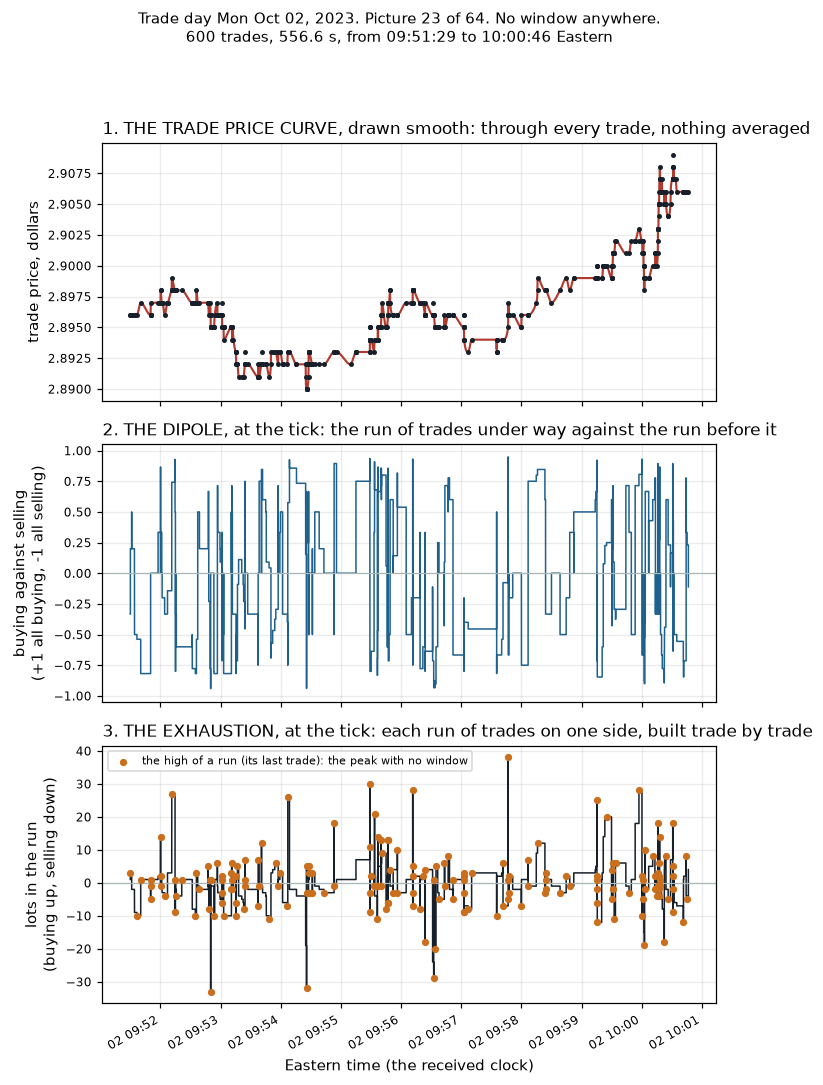 Trade day Mon Oct 02, 2023. Picture 23 of 64. No window anywhere.
600 trades, 556.6 s, from 09:51:29 to 10:00:46 Eastern
1. THE TRADE PRICE CURVE, drawn smooth: through every trade, nothing averaged
2.9075
2.9050
2.9025
2.9000
2.8975
2.8950
2.8925
2.8900
trade price, dollars
2. THE DIPOLE, at the tick: the run of trades under way against the run before it
1.00
0.75
0.50
0.25
0.00
−0.25
−0.50
−0.75
−1.00
buying against selling
(+1 all buying, -1 all selling)
3. THE EXHAUSTION, at the tick: each run of trades on one side, built trade by trade
the high of a run (its last trade): the peak with no window
40
30
20
10
0
−10
−20
−30
lots in the run
(buying up, selling down)
02 09:52
02 09:53
02 09:54
02 09:55
02 09:56
02 09:57
02 09:58
02 09:59
02 10:00
02 10:01
Eastern time (the received clock)